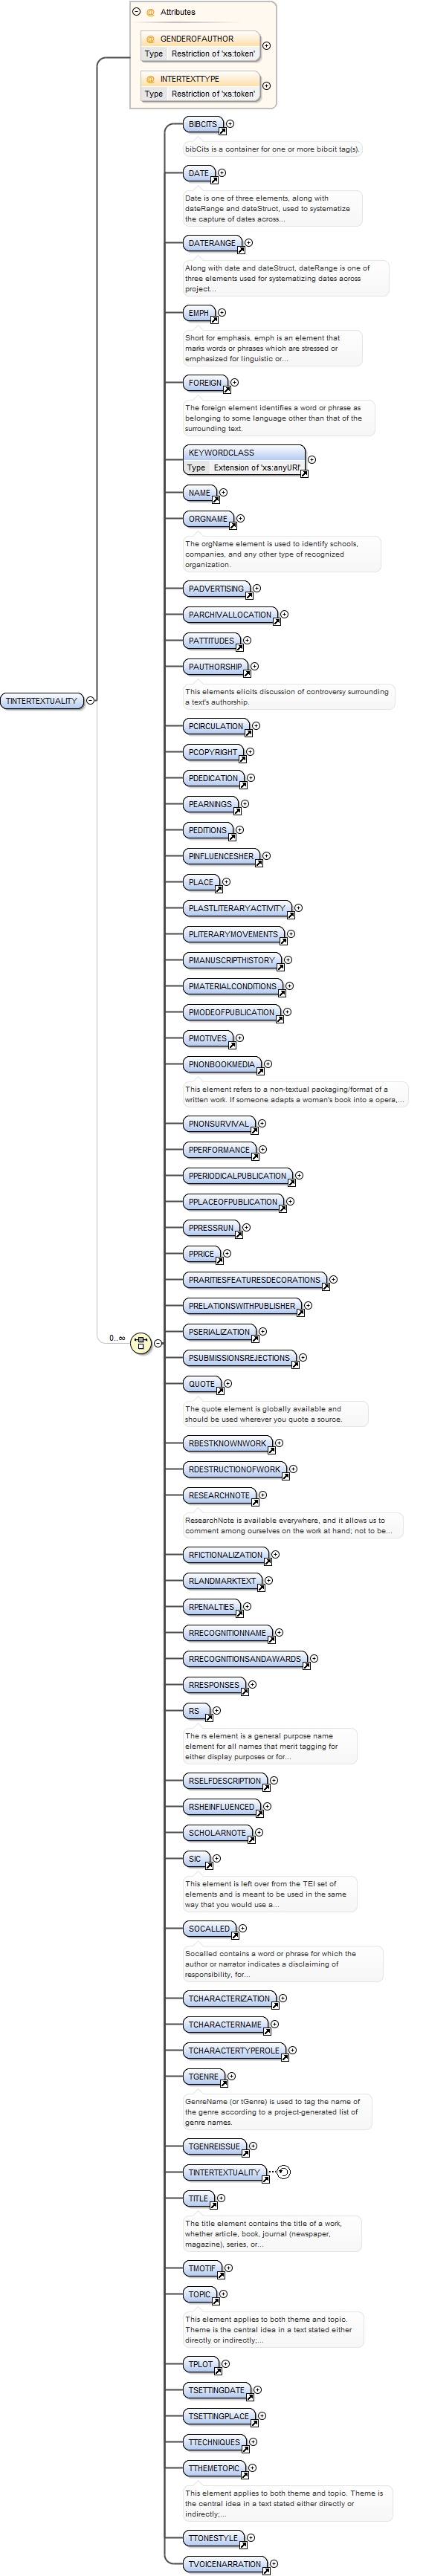 Attributes
@ GENDEROFAUTHOR
Type Restriction of 'xs:token'
@ INTERTEXTTYPE
Type Restriction of 'xs:token'
BIBCITS
bibCits is a container for one or more bibcit tag(s).
DATE
Date is one of three elements, along with
dateRange and dateStruct, used to systematize
the capture of dates across...
DATERANGE
Along with date and dateStruct, dateRange is one of
three elements used for systematizing dates across
project...
EMPH
Short for emphasis, emph is an element that
marks words or phrases which are stressed or
emphasized for linguistic or...
FOREIGN
The foreign element identifies a word or phrase as
belonging to some language other than that of the
surrounding text.
KEYWORDCLASS
Type Extension of 'xs:anyURI'
NAME
ORGNAME
The orgName element is used to identify schools,
companies, and any other type of recognized
organization.
PADVERTISING
PARCHIVALLOCATION
PATTITUDES
PAUTHORSHIP
This elements elicits discussion of controversy surrounding
a text's authorship.
TINTERTEXTUALITY
PCIRCULATION
PCOPYRIGHT
PDEDICATION
PEARNINGS
PEDITIONS
PINFLUENCESHER
PLACE
PLASTLITERARYACTIVITY
PLITERARYMOVEMENTS
PMANUSCRIPTHISTORY
PMATERIALCONDITIONS
PMODEOFPUBLICATION
PMOTIVES
PNONBOOKMEDIA
This element refers to a non-textual packaging/format of a
written work. If someone adapts a woman's book into a opera,...
PNONSURVIVAL
PPERFORMANCE
PPERIODICALPUBLICATION
PPLACEOFPUBLICATION
PPRESSRUN
PPRICE
PRARITIESFEATURESDECORATIONS
PRELATIONSWITHPUBLISHER
PSERIALIZATION
0..∞
PSUBMISSIONSREJECTIONS
QUOTE
The quote element is globally available and
should be used wherever you quote a source.
RBESTKNOWNWORK
RDESTRUCTIONOFWORK
RESEARCHNOTE
ResearchNote is available everywhere, and it allows us to
comment among ourselves on the work at hand; not to be...
RFICTIONALIZATION
RLANDMARKTEXT
RPENALTIES
RRECOGNITIONNAME
RRECOGNITIONSANDAWARDS
RRESPONSES
RS
The rs element is a general purpose name
element for all names that merit tagging for
either display purposes or for...
RSELFDESCRIPTION
RSHEINFLUENCED
SCHOLARNOTE
SIC
This element is left over from the TEI set of
elements and is meant to be used in the same
way that you would use a...
SOCALLED
Socalled contains a word or phrase for which the
author or narrator indicates a disclaiming of
responsibility, for...
TCHARACTERIZATION
TCHARACTERNAME
TCHARACTERTYPEROLE
TGENRE
GenreName (or tGenre) is used to tag the name of
the genre according to a project-generated list of
genre names.
TGENREISSUE
TINTERTEXTUALITY
TITLE
The title element contains the title of a work,
whether article, book, journal (newspaper,
magazine), series, or...
TMOTIF
TOPIC
This element applies to both theme and topic.
Theme is the central idea in a text stated either
directly or indirectly;...
TPLOT
TSETTINGDATE
TSETTINGPLACE
TTECHNIQUES
TTHEMETOPIC
This element applies to both theme and topic. Theme is
the central idea in a text stated either directly or
indirectly;...
TTONESTYLE
TVOICENARRATION